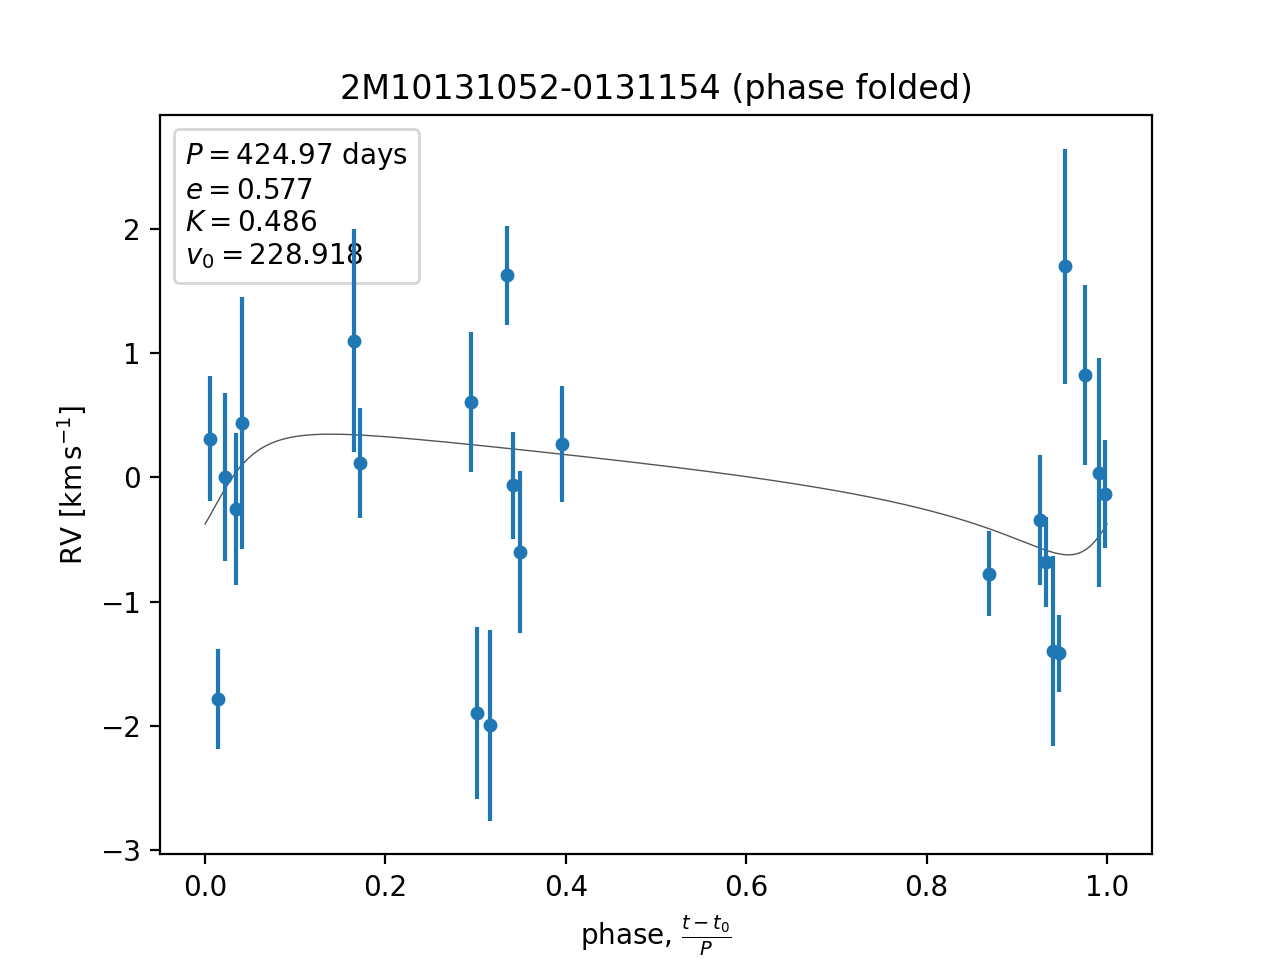 2M10131052-0131154 (phase folded)
P = 424.97 days
e = 0.577
K = 0.486
v₀ = 228.918
2
1
0
−1
−2
−3
RV [km s⁻¹]
0.0 0.2 0.4 0.6 0.8 1.0
phase, (t − t₀)/P